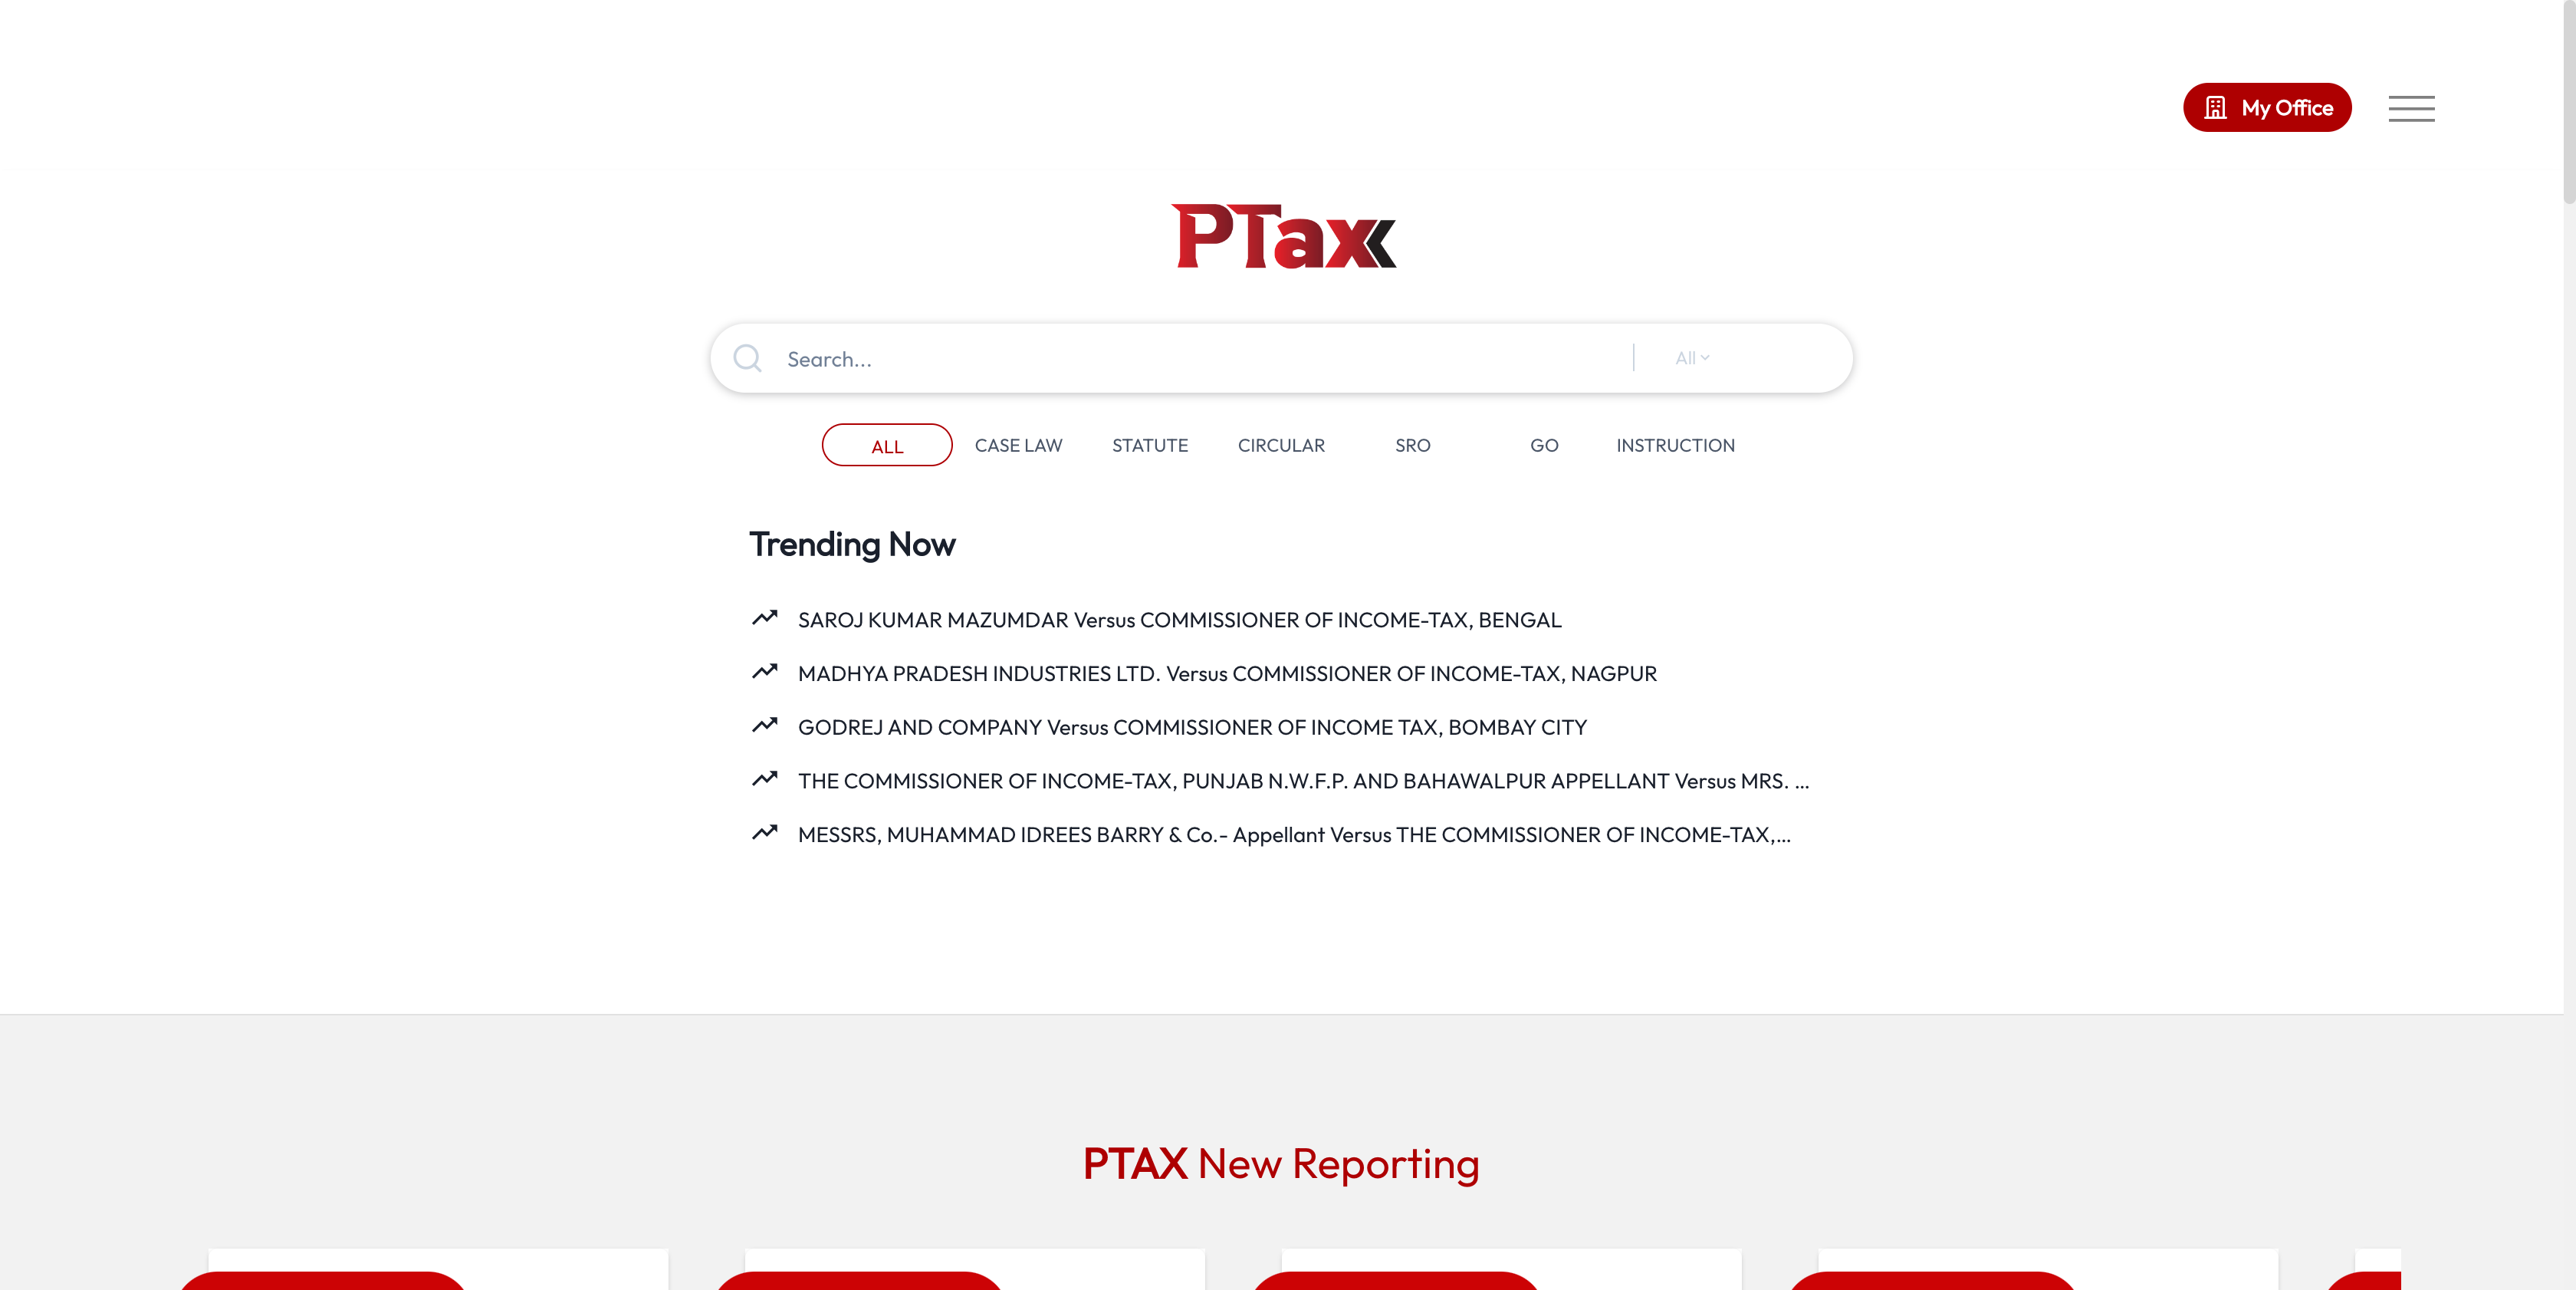 My Office
PTax
Search...
All
ALL CASE LAW STATUTE CIRCULAR SRO GO INSTRUCTION
Trending Now
SAROJ KUMAR MAZUMDAR Versus COMMISSIONER OF INCOME-TAX, BENGAL
MADHYA PRADESH INDUSTRIES LTD. Versus COMMISSIONER OF INCOME-TAX, NAGPUR
GODREJ AND COMPANY Versus COMMISSIONER OF INCOME TAX, BOMBAY CITY
THE COMMISSIONER OF INCOME-TAX, PUNJAB N.W.F.P. AND BAHAWALPUR APPELLANT Versus MRS. ...
MESSRS, MUHAMMAD IDREES BARRY & Co.- Appellant Versus THE COMMISSIONER OF INCOME-TAX,...
PTAX New Reporting